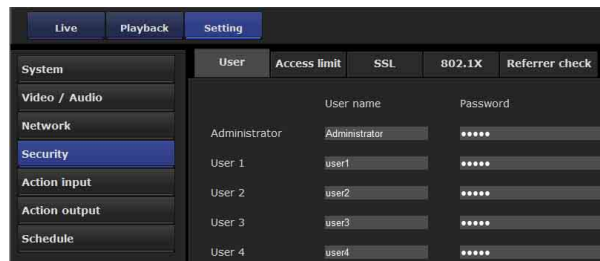 Live Playback Setting
User Access limit SSL 802.1X Referrer check
System
Video / Audio
Network
Security
Action input
Action output
Schedule
User name Password
Administrator Administrator •••••
User 1 user1 •••••
User 2 user2 •••••
User 3 user3 •••••
User 4 user4 •••••